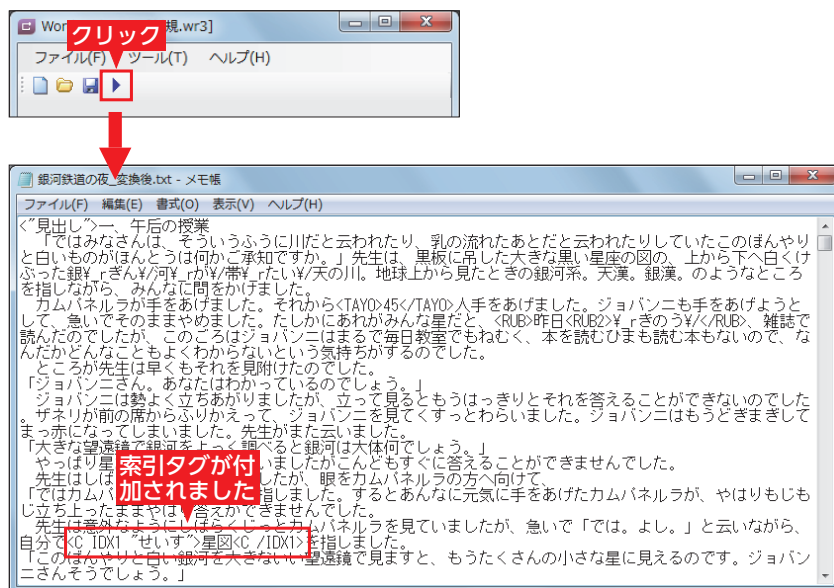 Wor
規.wr3]
クリック
ファイル(F) ツール(T) ヘルプ(H)
銀河鉄道の夜_変換後.txt - メモ帳
ファイル(F) 編集(E) 書式(O) 表示(V) ヘルプ(H)
<"見出し">一、午后の授業
「ではみなさんは、そういうふうに川だと云われたり、乳の流れたあとだと云われたりしていたこのぼんやり
と白いものがほんとうは何かご承知ですか。」先生は、黒板に吊した大きな黒い星座の図の、上から下へ白くけ
ぶった銀¥_rぎん¥/河¥_rが¥/帯¥_rたい¥/天の川。地球上から見たときの銀河系。天漢。銀漢。のようなところ
を指しながら、みんなに問をかけました。
カムパネルラが手をあげました。それから<TAYO>45</TAYO>人手をあげました。ジョバンニも手をあげようと
して、急いでそのままやめました。たしかにあれがみんな星だと、<RUB>昨日<RUB2>¥_rきのう¥/</RUB>、雑誌で
読んだのでしたが、このごろはジョバンニはまるで毎日教室でもねむく、本を読むひまも読む本もないので、な
んだかどんなこともよくわからないという気持ちがするのでした。
ところが先生は早くもそれを見附けたのでした。
「ジョバンニさん。あなたはわかっているのでしょう。」
ジョバンニは勢よく立ちあがりましたが、立って見るともうはっきりとそれを答えることができないのでした
。ザネリが前の席からふりかえって、ジョバンニを見てくすっとわらいました。ジョバンニはもうどぎまぎして
まっ赤になってしまいました。先生がまた云いました。
「大きな望遠鏡で銀河をよっく調べると銀河は大体何でしょう。」
やっぱり星
いましたがこんどもすぐに答えることができませんでした。
索引タグが付
加されました
先生はしば
したが、眼をカムパネルラの方へ向けて、
「ではカムパ
指しました。するとあんなに元気に手をあげたカムパネルラが、やはりもじも
じ立ち上ったままやはり答えができませんでした。
先生は意外なようにしばらくじっとカムパネルラを見ていましたが、急いで「では。よし。」と云いながら、
自分で<C IDX1 "せいず">星図<C /IDX1>を指しました。
「このぼんやりと白い銀河を大きないい望遠鏡で見ますと、もうたくさんの小さな星に見えるのです。ジョバン
ニさんそうでしょう。」